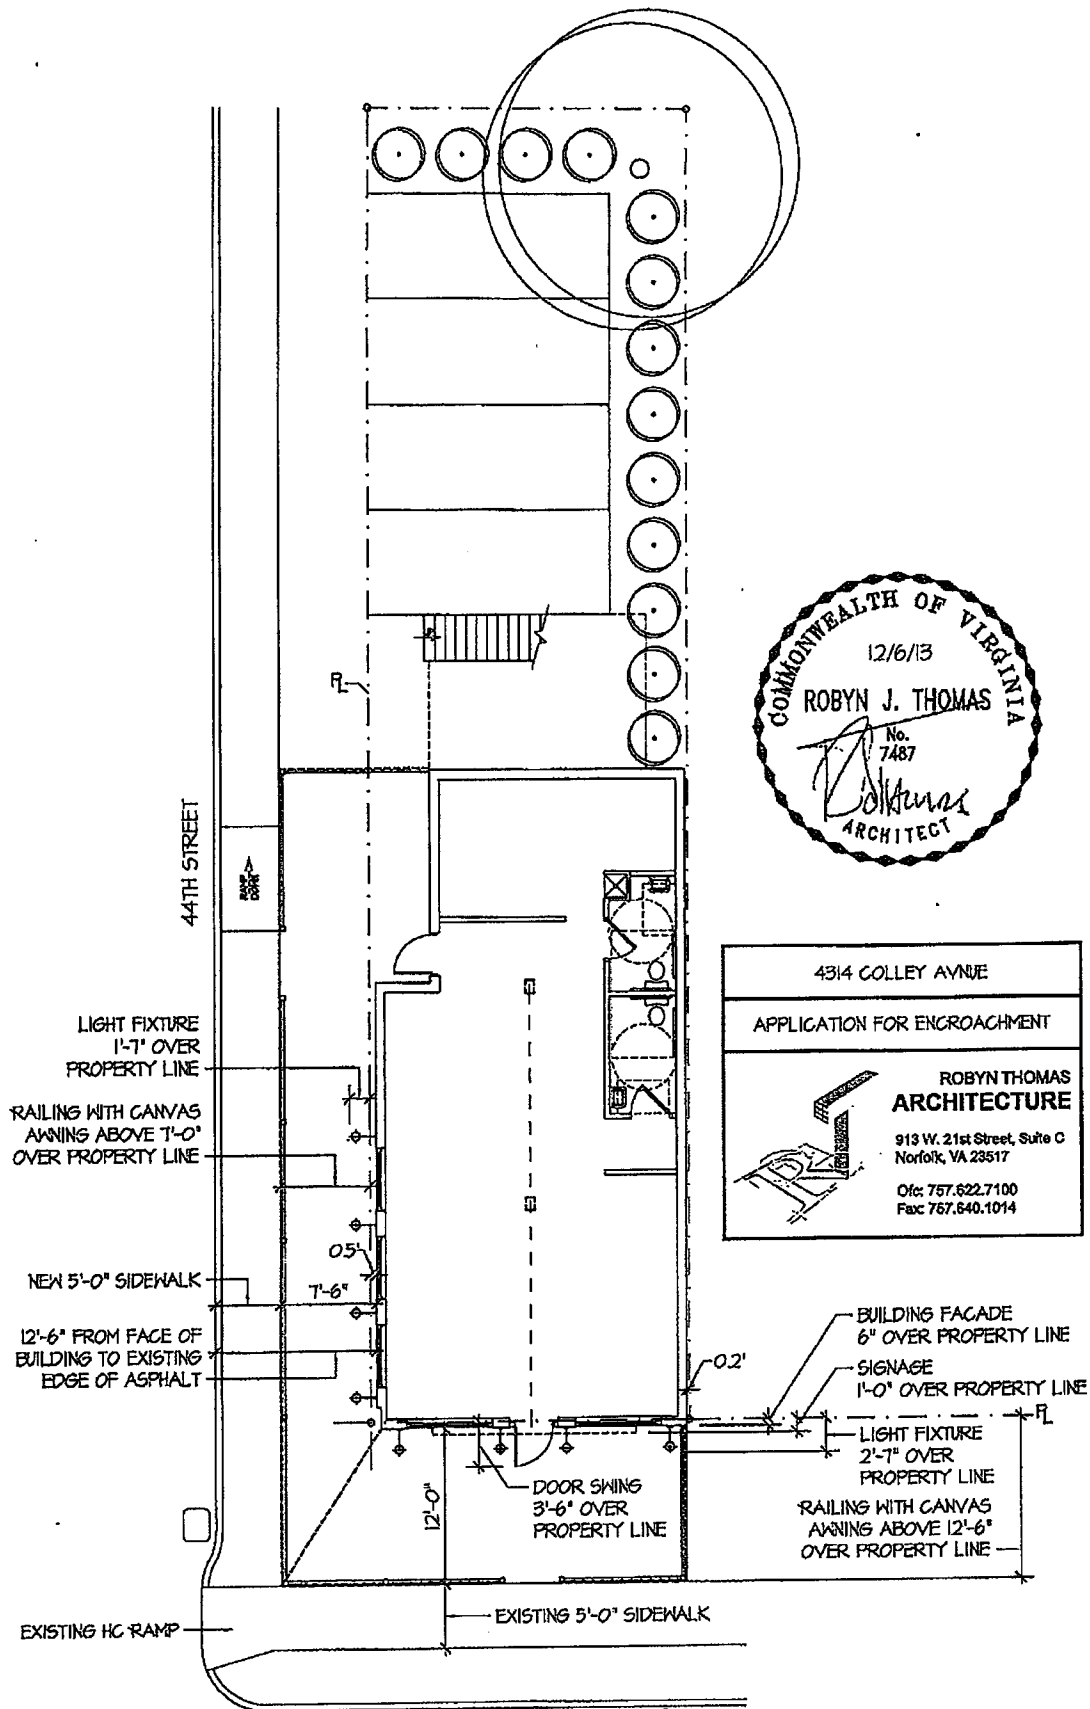 COMMONWEALTH OF VIRGINIA
12/6/13
ROBYN J. THOMAS
No.
7487
ARCHITECT
PL
44TH STREET
RAMP
DOWN
4314 COLLEY AVNUE
APPLICATION FOR ENCROACHMENT
ROBYN THOMAS
ARCHITECTURE
913 W. 21st Street, Suite C
Norfolk, VA 23517
Ofc: 757.622.7100
Fax: 757.640.1014
LIGHT FIXTURE
1'-7" OVER
PROPERTY LINE
RAILING WITH CANVAS
AWNING ABOVE 7'-0"
OVER PROPERTY LINE
0.5'
NEW 5'-0" SIDEWALK
7'-6"
12'-6" FROM FACE OF
BUILDING TO EXISTING
EDGE OF ASPHALT
BUILDING FACADE
6" OVER PROPERTY LINE
0.2'
SIGNAGE
1'-0" OVER PROPERTY LINE
PL
LIGHT FIXTURE
2'-7" OVER
PROPERTY LINE
DOOR SWING
3'-6" OVER
PROPERTY LINE
12'-0"
RAILING WITH CANVAS
AWNING ABOVE 12'-6"
OVER PROPERTY LINE
EXISTING 5'-0" SIDEWALK
EXISTING HC RAMP